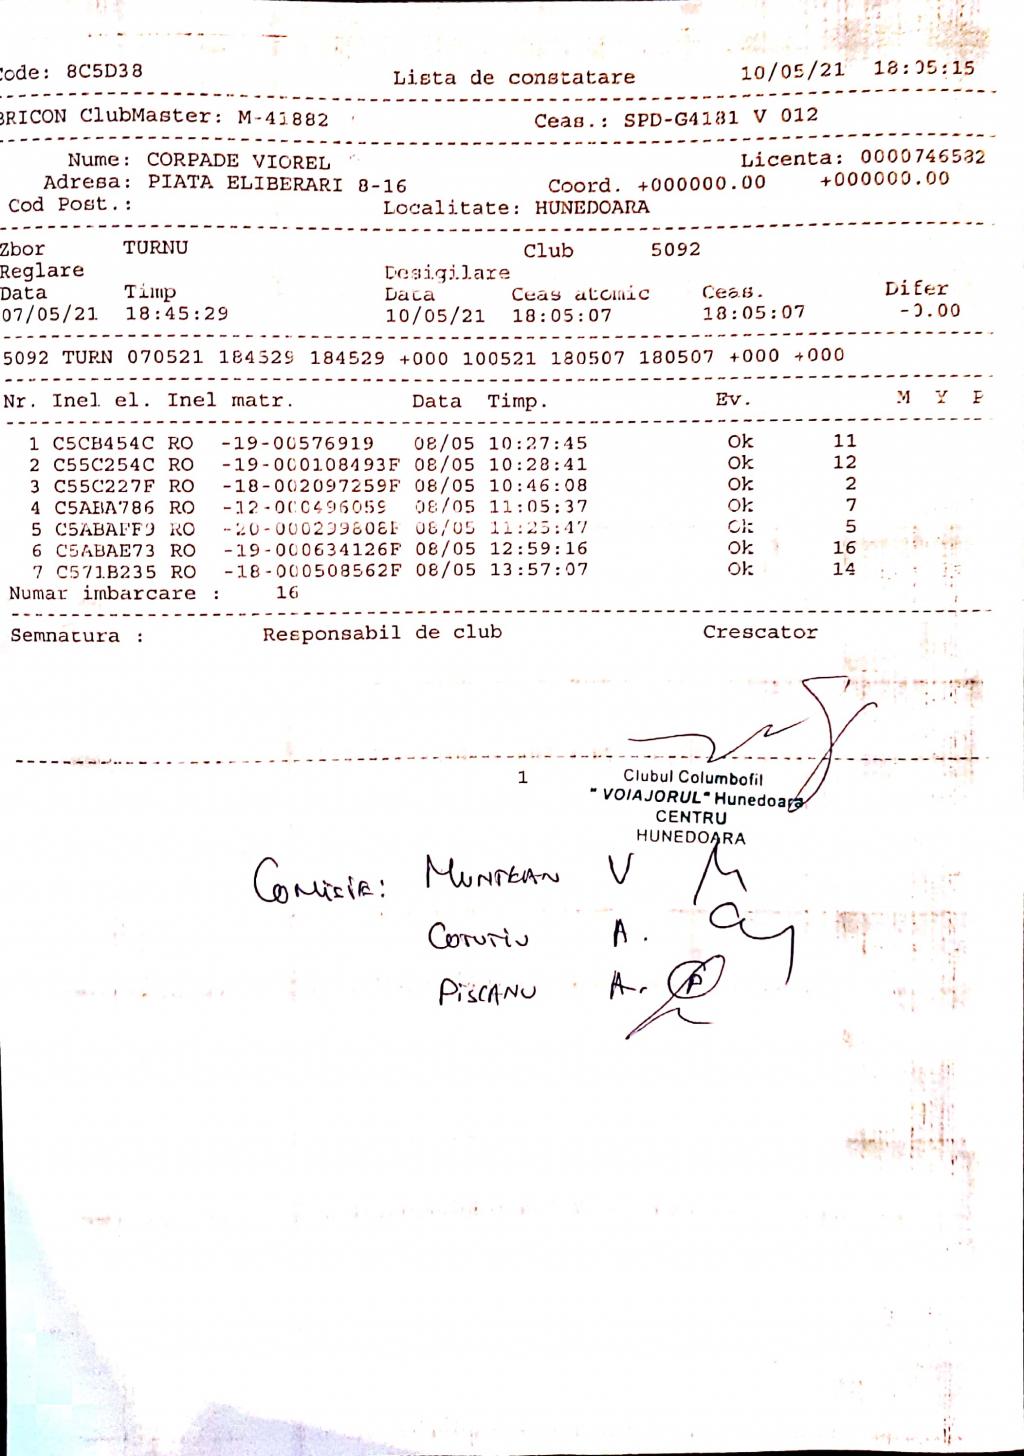 Code: 8C5D38 Lista de constatare 10/05/21 18:05:15
BRICON ClubMaster: M-41882 Ceas.: SPD-G4181 V 012
Nume: CORPADE VIOREL Licenta: 0000746582
Adresa: PIATA ELIBERARI 8-16 Coord. +000000.00 +000000.00
Cod Post.: Localitate: HUNEDOARA
Zbor TURNU Club 5092
Reglare Desigilare
Data Timp Data Ceas atomic Ceas. Difer
07/05/21 18:45:29 10/05/21 18:05:07 18:05:07 -0.00
5092 TURN 070521 184529 184529 +000 100521 180507 180507 +000 +000
Nr. Inel el. Inel matr. Data Timp. Ev. M Y P
1 C5CB454C RO -19-00576919 08/05 10:27:45 Ok 11
2 C55C254C RO -19-000108493F 08/05 10:28:41 Ok 12
3 C55C227F RO -18-002097259F 08/05 10:46:08 Ok 2
4 C5ABA786 RO -12-000496059 08/05 11:05:37 Ok 7
5 RO 08/05 11:25:47 Ok 5
6 C5ABAE73 RO -19-000634126F 08/05 12:59:16 Ok 16
7 C571B235 RO -18-000508562F 08/05 13:57:07 Ok 14
Numar imbarcare : 16
Semnatura : Responsabil de club Crescator
1
Clubul Columbofil
"VOIAJORUL" Hunedoara
CENTRU
HUNEDOARA
Comisie: MUNTEAN V
COTUTIU A.
PISCANU A.